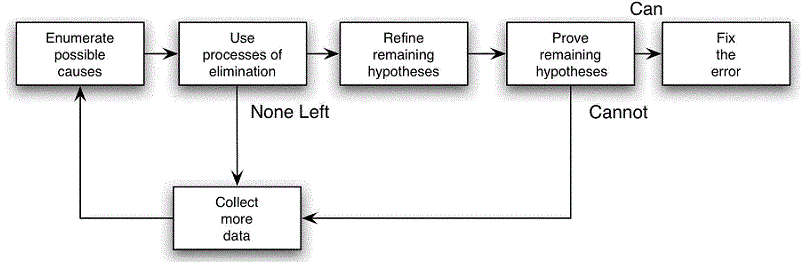 Can
Enumerate
possible
causes
Use
processes of
elimination
Refine
remaining
hypotheses
Prove
remaining
hypotheses
Fix
the
error
None Left
Cannot
Collect
more
data